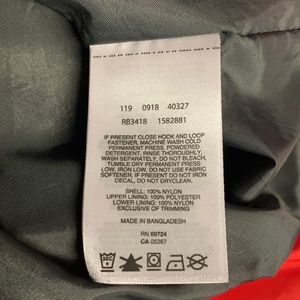 119 0918 40327
RB3418 1582881
IF PRESENT CLOSE HOOK AND LOOP
FASTENER, MACHINE WASH COLD
PERMANENT PRESS, POWDERED
DETERGENT, RINSE THOROUGHLY
WASH SEPARATELY, DO NOT BLEACH,
TUMBLE DRY PERMANENT PRESS
LOW, IRON LOW, DO NOT USE FABRIC
SOFTENER, IF PRESENT DO NOT IRON
DECAL, DO NOT DRYCLEAN.
SHELL: 100% NYLON
UPPER LINING: 100% POLYESTER
LOWER LINING: 100% NYLON
EXCLUSIVE OF TRIMMING
MADE IN BANGLADESH
RN 69724
CA 05367